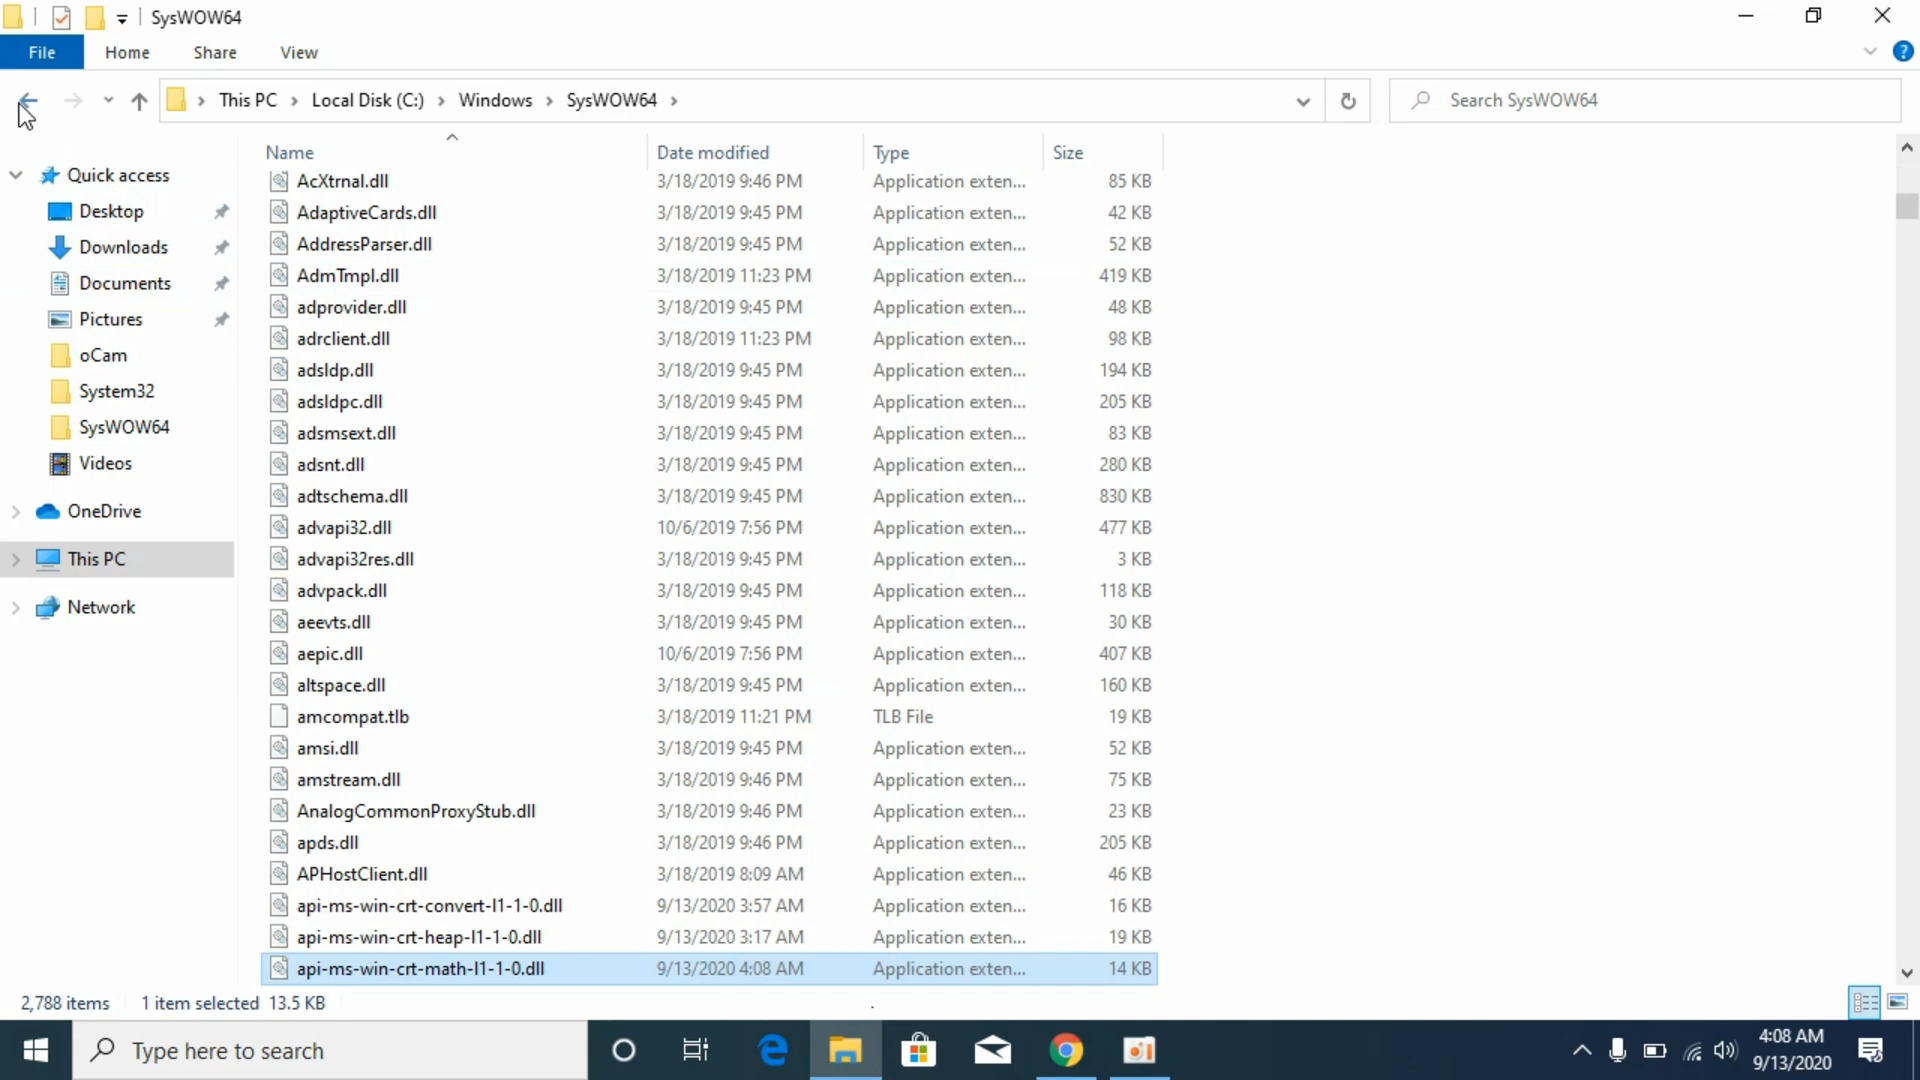 SysWOW64
File Home Share View
This PC Local Disk (C:) Windows SysWOW64 Search SysWOW64
Name Date modified Type Size
Quick access
Desktop
Downloads
Documents
Pictures
oCam
System32
SysWOW64
Videos
OneDrive
This PC
Network
AcXtrnal.dll 3/18/2019 9:46 PM Application exten... 85 KB
AdaptiveCards.dll 3/18/2019 9:45 PM Application exten... 42 KB
AddressParser.dll 3/18/2019 9:45 PM Application exten... 52 KB
AdmTmpl.dll 3/18/2019 11:23 PM Application exten... 419 KB
adprovider.dll 3/18/2019 9:45 PM Application exten... 48 KB
adrclient.dll 3/18/2019 11:23 PM Application exten... 98 KB
adsldp.dll 3/18/2019 9:45 PM Application exten... 194 KB
adsldpc.dll 3/18/2019 9:45 PM Application exten... 205 KB
adsmsext.dll 3/18/2019 9:45 PM Application exten... 83 KB
adsnt.dll 3/18/2019 9:45 PM Application exten... 280 KB
adtschema.dll 3/18/2019 9:45 PM Application exten... 830 KB
advapi32.dll 10/6/2019 7:56 PM Application exten... 477 KB
advapi32res.dll 3/18/2019 9:45 PM Application exten... 3 KB
advpack.dll 3/18/2019 9:45 PM Application exten... 118 KB
aeevts.dll 3/18/2019 9:45 PM Application exten... 30 KB
aepic.dll 10/6/2019 7:56 PM Application exten... 407 KB
altspace.dll 3/18/2019 9:45 PM Application exten... 160 KB
amcompat.tlb 3/18/2019 11:21 PM TLB File 19 KB
amsi.dll 3/18/2019 9:45 PM Application exten... 52 KB
amstream.dll 3/18/2019 9:46 PM Application exten... 75 KB
AnalogCommonProxyStub.dll 3/18/2019 9:46 PM Application exten... 23 KB
apds.dll 3/18/2019 9:46 PM Application exten... 205 KB
APHostClient.dll 3/18/2019 8:09 AM Application exten... 46 KB
api-ms-win-crt-convert-l1-1-0.dll 9/13/2020 3:57 AM Application exten... 16 KB
api-ms-win-crt-heap-l1-1-0.dll 9/13/2020 3:17 AM Application exten... 19 KB
api-ms-win-crt-math-l1-1-0.dll 9/13/2020 4:08 AM Application exten... 14 KB
2,788 items 1 item selected 13.5 KB
Type here to search
4:08 AM
9/13/2020